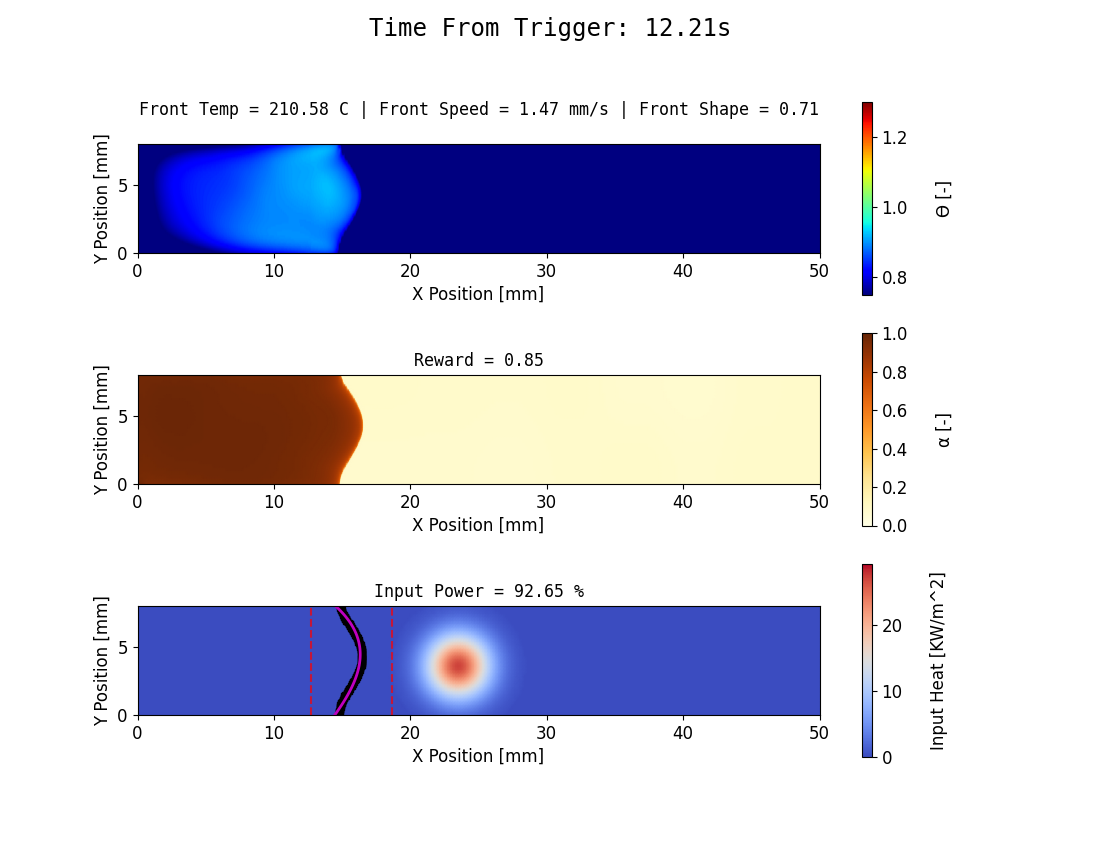 Time From Trigger: 12.21s
Front Temp = 210.58 C | Front Speed = 1.47 mm/s | Front Shape = 0.71
Y Position [mm]
5
0
0 10 20 30 40 50
X Position [mm]
1.2
1.0
0.8
Θ [-]
Reward = 0.85
Y Position [mm]
5
0
0 10 20 30 40 50
X Position [mm]
1.0
0.8
0.6
0.4
0.2
0.0
α [-]
Input Power = 92.65 %
Y Position [mm]
5
0
0 10 20 30 40 50
X Position [mm]
20
10
0
Input Heat [KW/m^2]